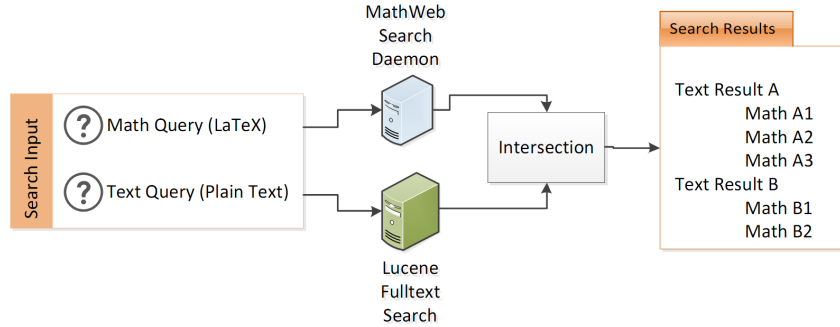 MathWeb
Search
Daemon
Search Input
? Math Query (LaTeX)
? Text Query (Plain Text)
Lucene
Fulltext
Search
Intersection
Search Results
Text Result A
Math A1
Math A2
Math A3
Text Result B
Math B1
Math B2